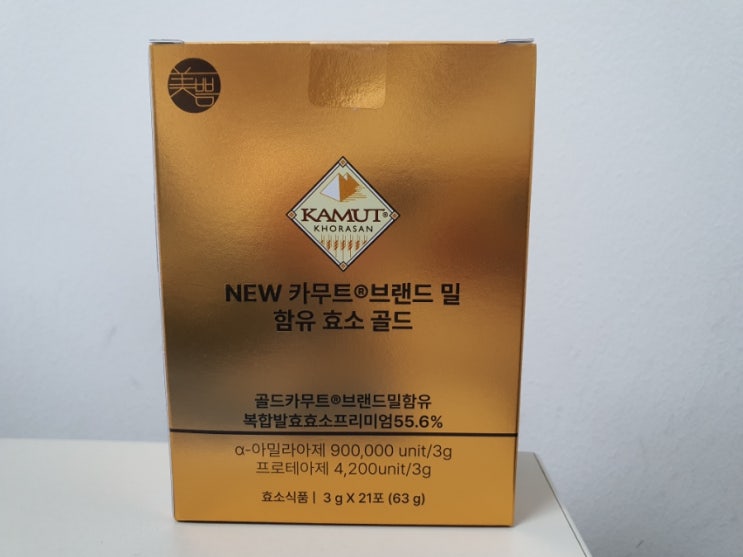 美쁨
KAMUT®
KHORASAN
NEW 카무트®브랜드 밀
함유 효소 골드
골드카무트®브랜드밀함유
복합발효효소프리미엄55.6%
α-아밀라아제 900,000 unit/3g
프로테아제 4,200unit/3g
효소식품 | 3 g X 21포 (63 g)